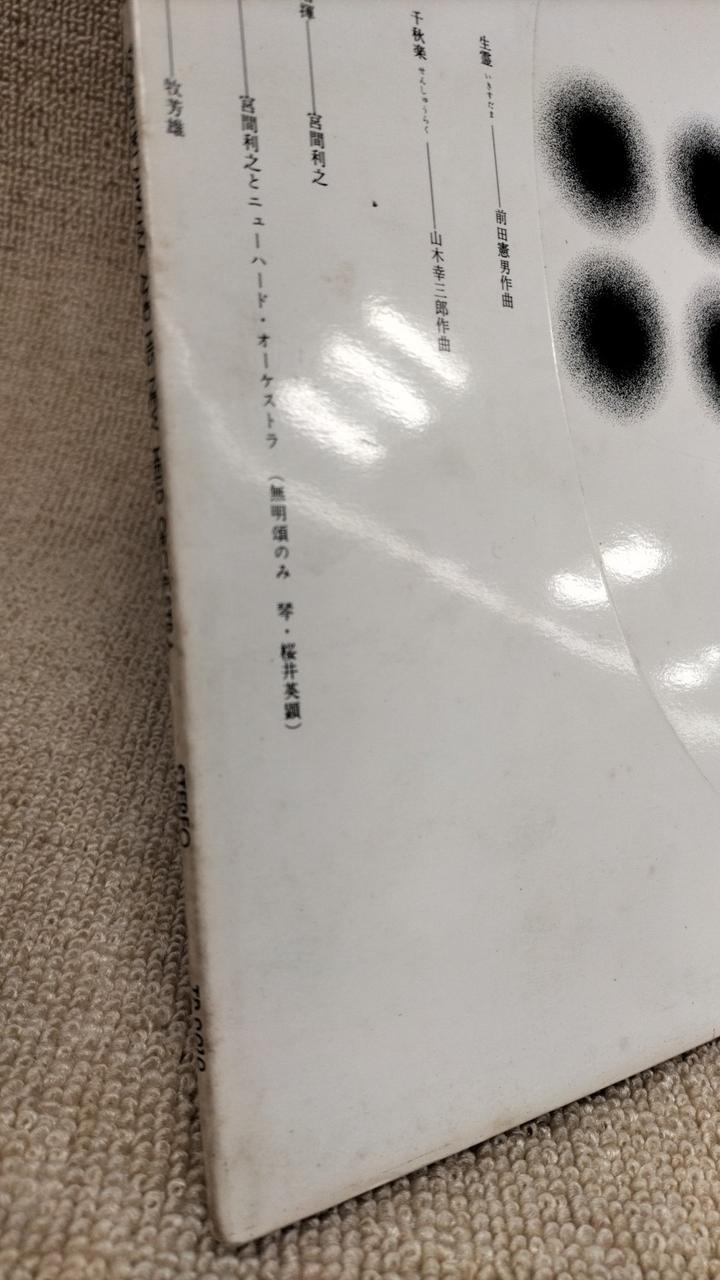 生霊 いきすだま 前田憲男作曲
千秋楽 せんしゅうらく 山木幸三郎作曲
揮 宮間利之
宮間利之とニューハード・オーケストラ （無明頌のみ 琴・桜井英顕）
牧芳雄
STEREO